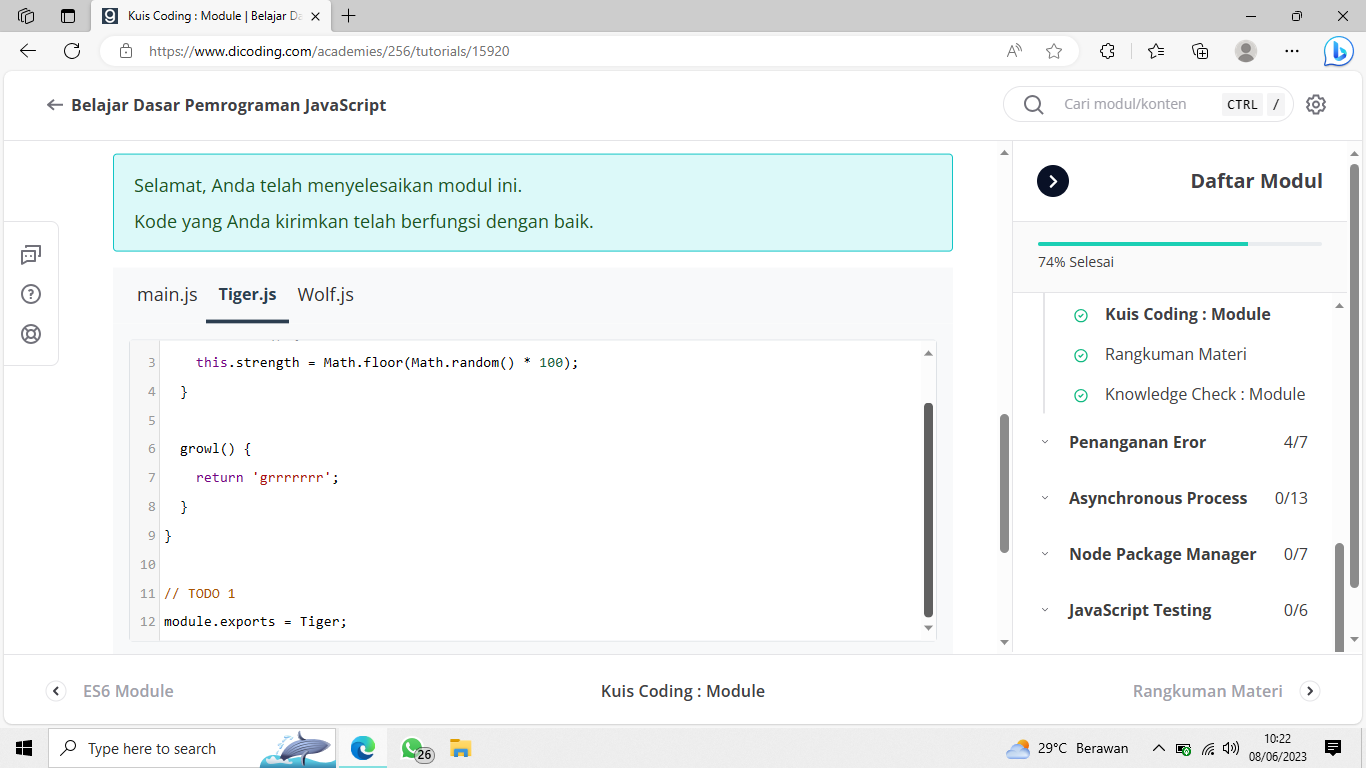 Kuis Coding : Module | Belajar Da
https://www.dicoding.com/academies/256/tutorials/15920
Belajar Dasar Pemrograman JavaScript
Cari modul/konten
CTRL /
Selamat, Anda telah menyelesaikan modul ini.
Kode yang Anda kirimkan telah berfungsi dengan baik.
main.js Tiger.js Wolf.js
3 this.strength = Math.floor(Math.random() * 100);
4 }
5
6 growl() {
7 return 'grrrrrrr';
8 }
9 }
10
11 // TODO 1
12 module.exports = Tiger;
Daftar Modul
74% Selesai
Kuis Coding : Module
Rangkuman Materi
Knowledge Check : Module
Penanganan Eror 4/7
Asynchronous Process 0/13
Node Package Manager 0/7
JavaScript Testing 0/6
ES6 Module
Kuis Coding : Module
Rangkuman Materi
Type here to search
26
29°C Berawan
10:22
08/06/2023